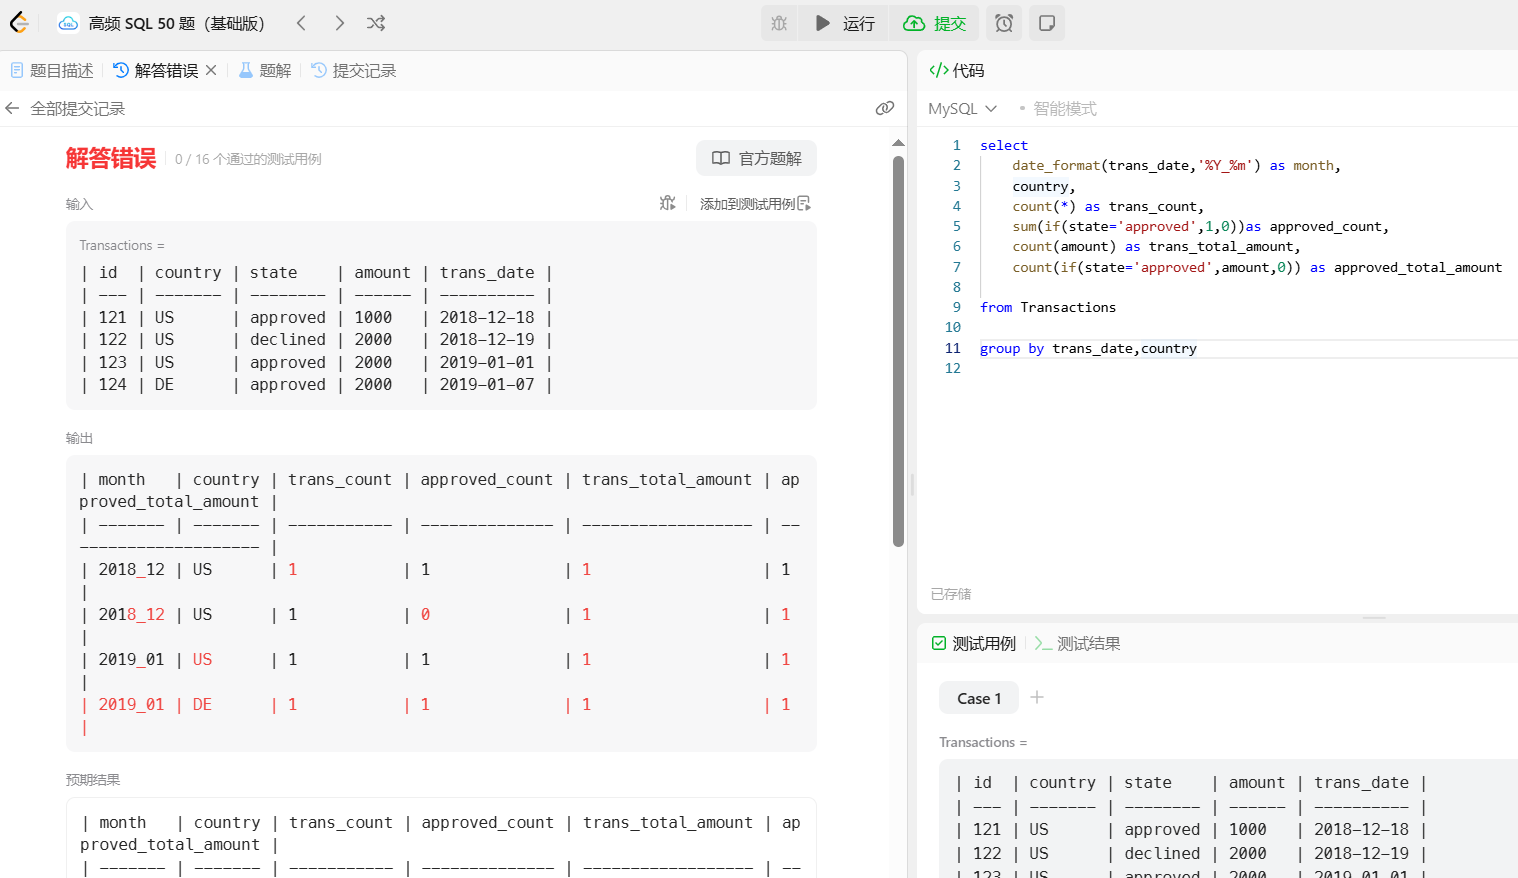 高频 SQL 50 题（基础版）
运行
提交
题目描述
解答错误
题解
提交记录
全部提交记录
解答错误
0 / 16 个通过的测试用例
官方题解
输入
添加到测试用例
Transactions =
| id  | country | state    | amount | trans_date |
| --- | ------- | -------- | ------ | ---------- |
| 121 | US      | approved | 1000   | 2018-12-18 |
| 122 | US      | declined | 2000   | 2018-12-19 |
| 123 | US      | approved | 2000   | 2019-01-01 |
| 124 | DE      | approved | 2000   | 2019-01-07 |
输出
| month   | country | trans_count | approved_count | trans_total_amount | ap
proved_total_amount |
| ------- | ------- | ----------- | -------------- | ------------------ | --
------------------- |
| 2018_12 | US      | 1           | 1              | 1                  | 1
|
| 2018_12 | US      | 1           | 0              | 1                  | 1
|
| 2019_01 | US      | 1           | 1              | 1                  | 1
|
| 2019_01 | DE      | 1           | 1              | 1                  | 1
|
预期结果
| month   | country | trans_count | approved_count | trans_total_amount | ap
proved_total_amount |
| ------- | ------- | ----------- | -------------- | ------------------ | --
代码
MySQL
智能模式
1 select
2     date_format(trans_date,'%Y_%m') as month,
3     country,
4     count(*) as trans_count,
5     sum(if(state='approved',1,0))as approved_count,
6     count(amount) as trans_total_amount,
7     count(if(state='approved',amount,0)) as approved_total_amount
8
9 from Transactions
10
11 group by trans_date,country
12
已存储
测试用例
测试结果
Case 1
Transactions =
| id  | country | state    | amount | trans_date |
| --- | ------- | -------- | ------ | ---------- |
| 121 | US      | approved | 1000   | 2018-12-18 |
| 122 | US      | declined | 2000   | 2018-12-19 |
| 123 | US      | approved | 2000   | 2019-01-01 |